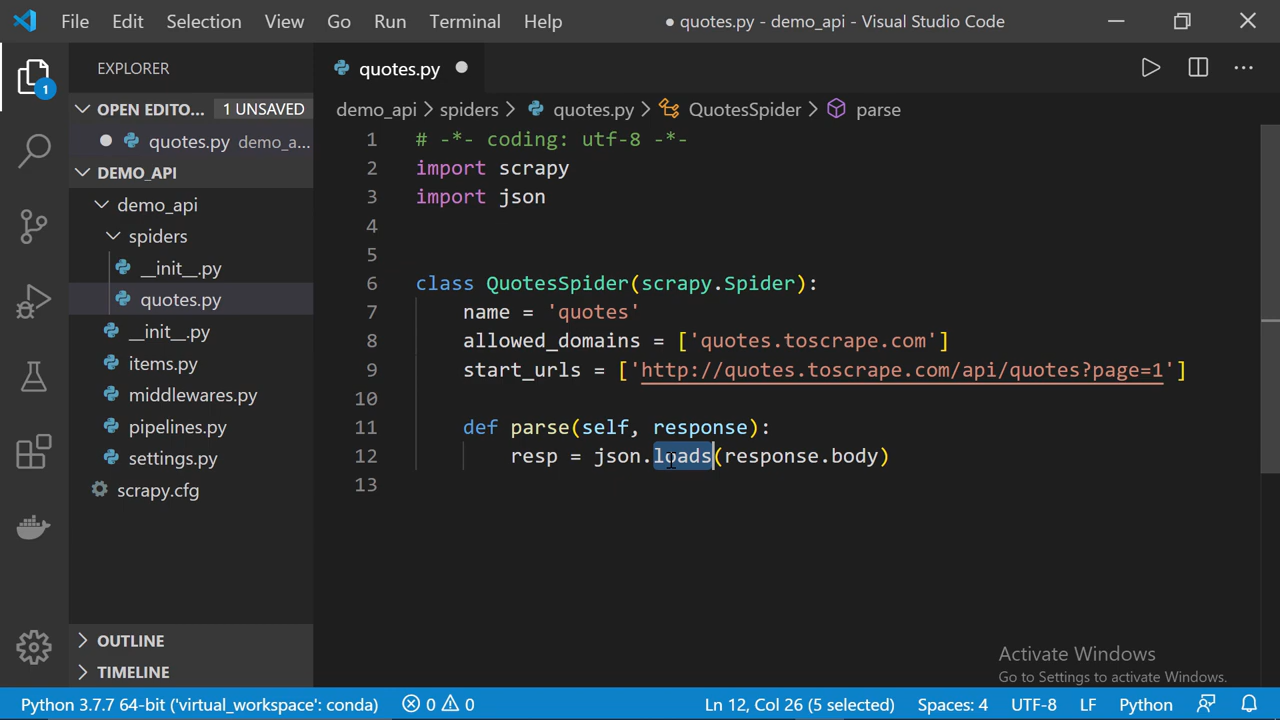 File Edit Selection View Go Run Terminal Help ● quotes.py - demo_api - Visual Studio Code
EXPLORER
1
OPEN EDITO... 1 UNSAVED
quotes.py demo_a...
DEMO_API
demo_api
spiders
__init__.py
quotes.py
__init__.py
items.py
middlewares.py
pipelines.py
settings.py
scrapy.cfg
OUTLINE
TIMELINE
quotes.py
demo_api > spiders > quotes.py > QuotesSpider > parse
1 # -*- coding: utf-8 -*-
2 import scrapy
3 import json
4
5
6 class QuotesSpider(scrapy.Spider):
7 name = 'quotes'
8 allowed_domains = ['quotes.toscrape.com']
9 start_urls = ['http://quotes.toscrape.com/api/quotes?page=1']
10
11 def parse(self, response):
12 resp = json.loads(response.body)
13
Activate Windows
Go to Settings to activate Windows.
Python 3.7.7 64-bit ('virtual_workspace': conda) 0 0 Ln 12, Col 26 (5 selected) Spaces: 4 UTF-8 LF Python